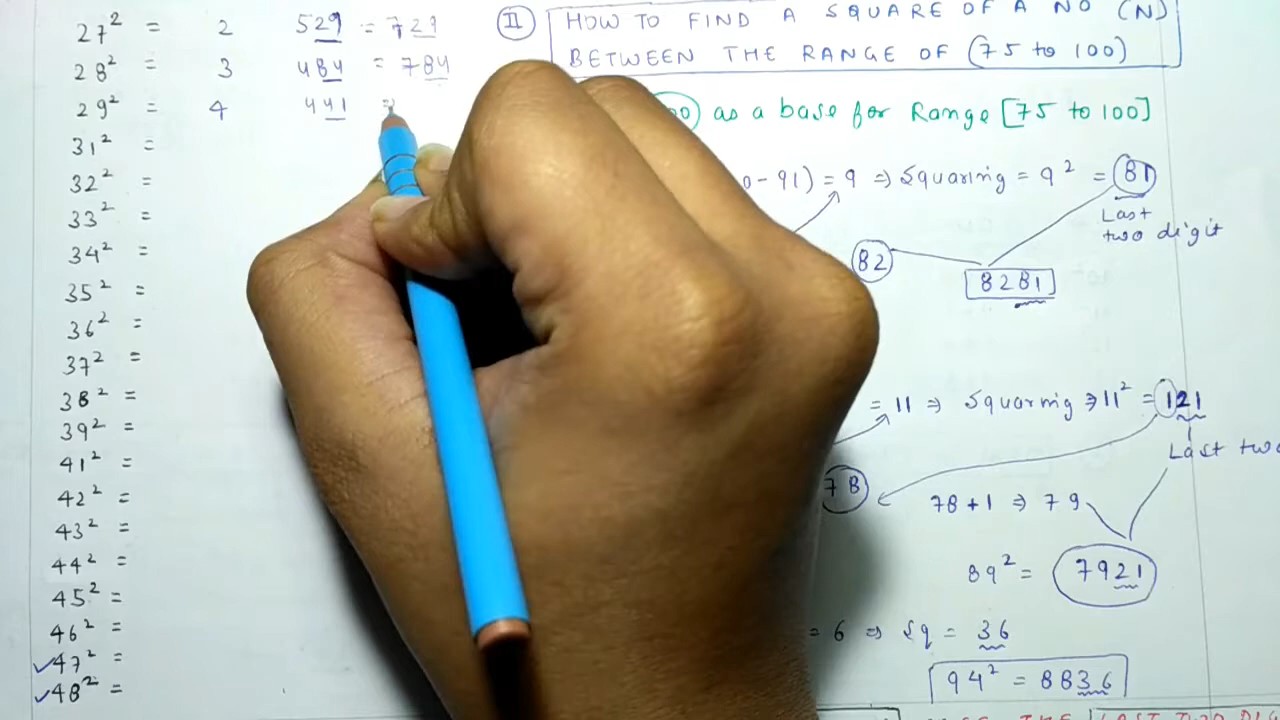 27² = 2 529 = 729
28² = 3 484 = 784
29² = 4 441 =
31² =
32² =
33² =
34² =
35² =
36² =
37² =
38² =
39² =
41² =
42² =
43² =
44² =
45² =
46² =
✓47² =
✓48² =
II HOW TO FIND A SQUARE OF A NO (N)
BETWEEN THE RANGE OF (75 to 100)
as a base for Range [75 to 100]
- 91) = 9 ⇒ Squaring = 9² = 81
Last
two digit
82
8281
= 11 ⇒ Squaring ⇒ 11² = 121
Last two
78
78 + 1 ⇒ 79
89² = 7921
= 6 ⇒ Sq = 36
94² = 8836